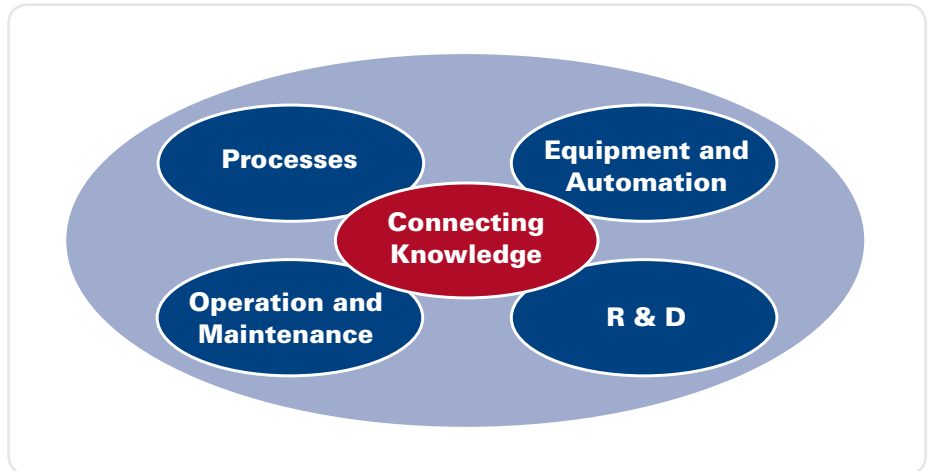 Processes
Equipment and
Automation
Connecting
Knowledge
Operation and
Maintenance
R & D